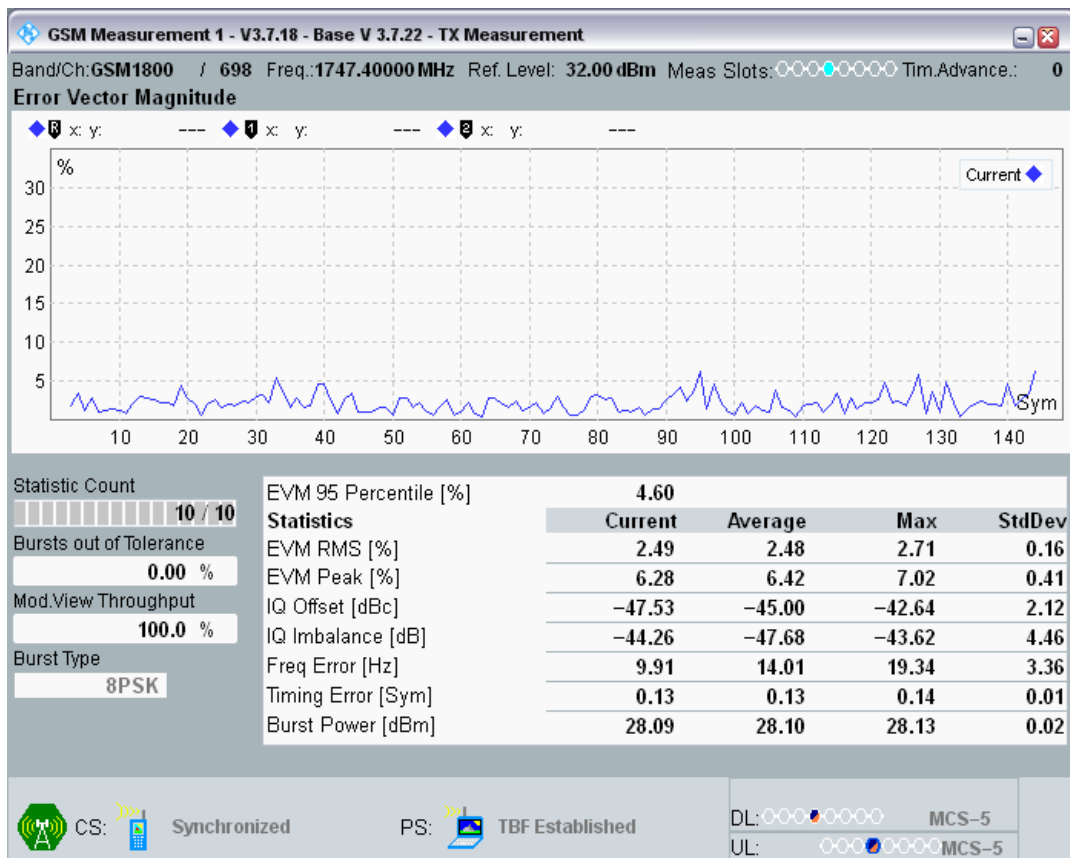 GSM Measurement 1 - V3.7.18 - Base V 3.7.22 - TX Measurement
Band/Ch:GSM1800 / 698 Freq.:1747.40000 MHz Ref. Level: 32.00 dBm Meas Slots: Tim.Advance.: 0
Error Vector Magnitude
R x: y: --- 1 x: y: --- 2 x: y: ---
%
Current
30
25
20
15
10
5
Sym
10 20 30 40 50 60 70 80 90 100 110 120 130 140
Statistic Count
10 / 10
Bursts out of Tolerance
0.00 %
Mod.View Throughput
100.0 %
Burst Type
8PSK
EVM 95 Percentile [%] 4.60
Statistics Current Average Max StdDev
EVM RMS [%] 2.49 2.48 2.71 0.16
EVM Peak [%] 6.28 6.42 7.02 0.41
IQ Offset [dBc] −47.53 −45.00 −42.64 2.12
IQ Imbalance [dB] −44.26 −47.68 −43.62 4.46
Freq Error [Hz] 9.91 14.01 19.34 3.36
Timing Error [Sym] 0.13 0.13 0.14 0.01
Burst Power [dBm] 28.09 28.10 28.13 0.02
CS: Synchronized PS: TBF Established
DL: MCS−5
UL: MCS−5